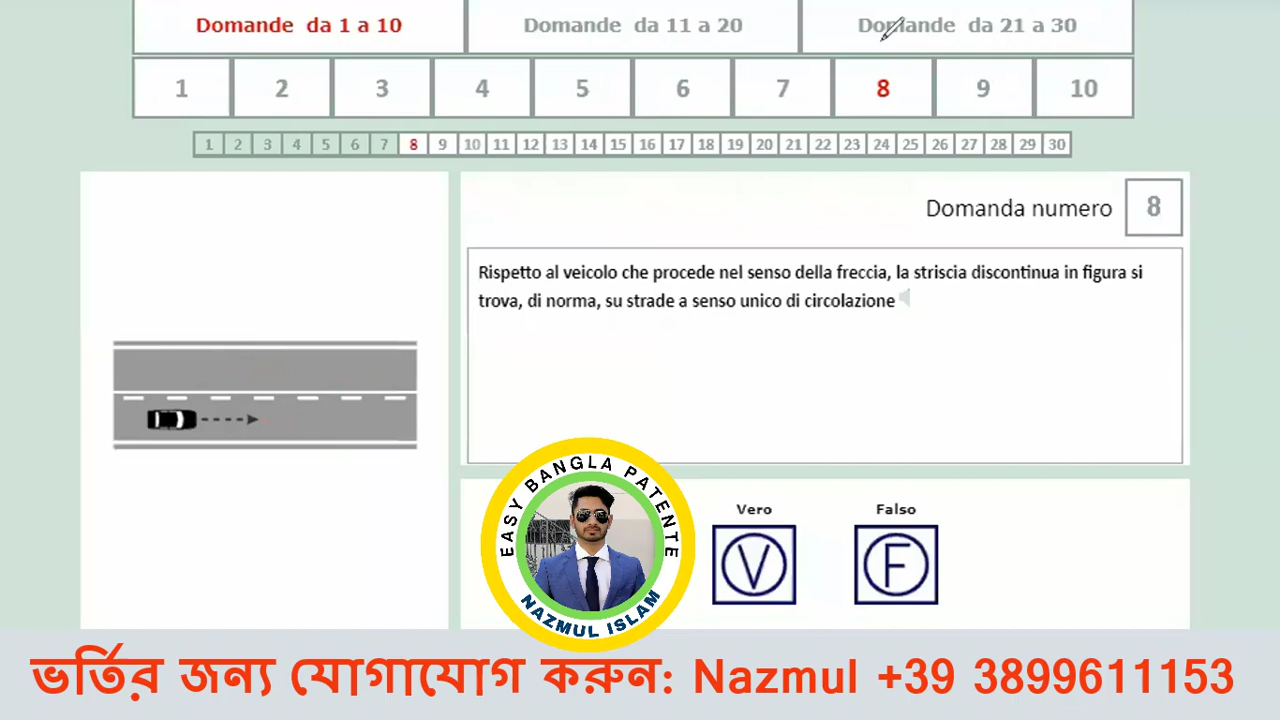 Domande da 1 a 10
Domande da 11 a 20
Domande da 21 a 30
1 2 3 4 5 6 7 8 9 10
1 2 3 4 5 6 7 8 9 10 11 12 13 14 15 16 17 18 19 20 21 22 23 24 25 26 27 28 29 30
Domanda numero 8
Rispetto al veicolo che procede nel senso della freccia, la striscia discontinua in figura si
trova, di norma, su strade a senso unico di circolazione
EASY BANGLA PATENTE
NAZMUL ISLAM
Vero
Falso
V
F
ভর্তির জন্য যোগাযোগ করুন: Nazmul +39 3899611153